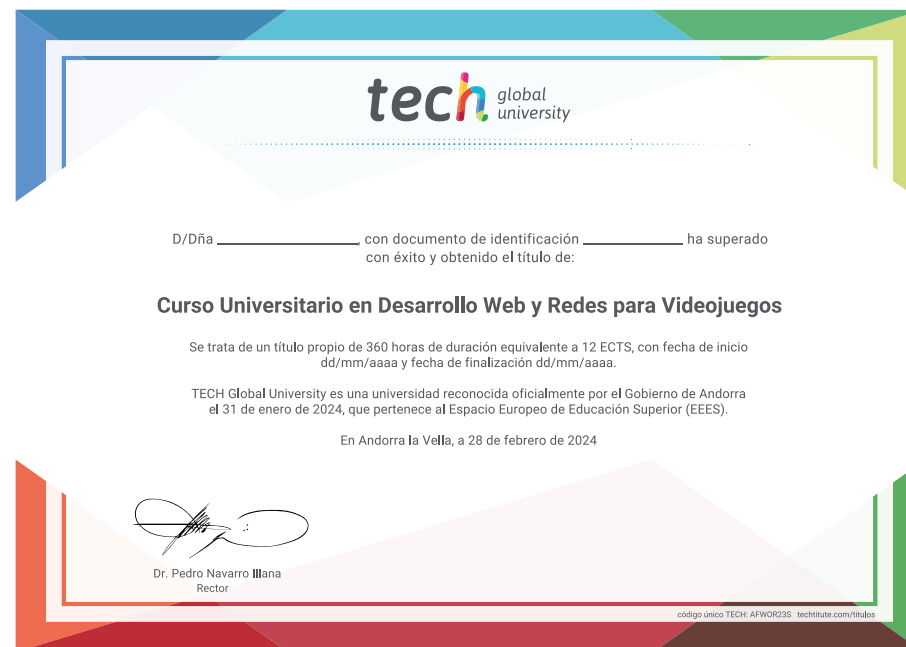 tech global university
D/Dña ____________, con documento de identificación ____________ ha superado
con éxito y obtenido el título de:
Curso Universitario en Desarrollo Web y Redes para Videojuegos
Se trata de un título propio de 360 horas de duración equivalente a 12 ECTS, con fecha de inicio
dd/mm/aaaa y fecha de finalización dd/mm/aaaa.
TECH Global University es una universidad reconocida oficialmente por el Gobierno de Andorra
el 31 de enero de 2024, que pertenece al Espacio Europeo de Educación Superior (EEES).
En Andorra la Vella, a 28 de febrero de 2024
Dr. Pedro Navarro Illana
Rector
código único TECH: AFWOR23S techtitute.com/titulos